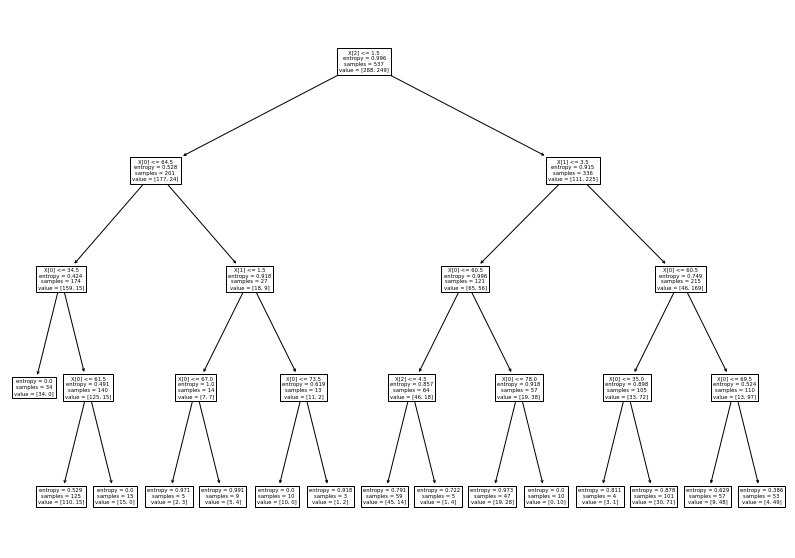 X[2] <= 1.5
entropy = 0.996
samples = 537
value = [288, 249]
X[0] <= 64.5
entropy = 0.528
samples = 201
value = [177, 24]
X[1] <= 3.5
entropy = 0.915
samples = 336
value = [111, 225]
X[0] <= 34.5
entropy = 0.424
samples = 174
value = [159, 15]
X[1] <= 1.5
entropy = 0.918
samples = 27
value = [18, 9]
X[0] <= 60.5
entropy = 0.996
samples = 121
value = [65, 56]
X[0] <= 60.5
entropy = 0.749
samples = 215
value = [46, 169]
entropy = 0.0
samples = 34
value = [34, 0]
X[0] <= 61.5
entropy = 0.491
samples = 140
value = [125, 15]
X[0] <= 67.0
entropy = 1.0
samples = 14
value = [7, 7]
X[0] <= 73.5
entropy = 0.619
samples = 13
value = [11, 2]
X[2] <= 4.5
entropy = 0.857
samples = 64
value = [46, 18]
X[0] <= 78.0
entropy = 0.918
samples = 57
value = [19, 38]
X[0] <= 35.0
entropy = 0.898
samples = 105
value = [33, 72]
X[0] <= 69.5
entropy = 0.524
samples = 110
value = [13, 97]
entropy = 0.529
samples = 125
value = [110, 15]
entropy = 0.0
samples = 15
value = [15, 0]
entropy = 0.971
samples = 5
value = [2, 3]
entropy = 0.991
samples = 9
value = [5, 4]
entropy = 0.0
samples = 10
value = [10, 0]
entropy = 0.918
samples = 3
value = [1, 2]
entropy = 0.791
samples = 59
value = [45, 14]
entropy = 0.722
samples = 5
value = [1, 4]
entropy = 0.973
samples = 47
value = [19, 28]
entropy = 0.0
samples = 10
value = [0, 10]
entropy = 0.811
samples = 4
value = [3, 1]
entropy = 0.878
samples = 101
value = [30, 71]
entropy = 0.629
samples = 57
value = [9, 48]
entropy = 0.386
samples = 53
value = [4, 49]